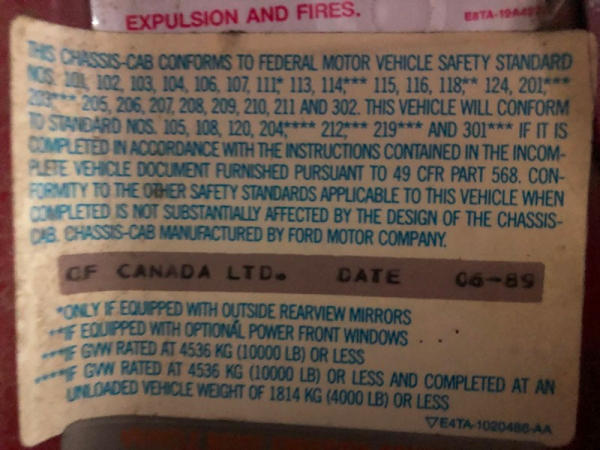 EXPULSION AND FIRES.
THIS CHASSIS-CAB CONFORMS TO FEDERAL MOTOR VEHICLE SAFETY STANDARD
NOS. 101, 102, 103, 104, 106, 107, 111,* 113, 114,*** 115, 116, 118,** 124, 201,***
203,*** 205, 206, 207, 208, 209, 210, 211 AND 302. THIS VEHICLE WILL CONFORM
TO STANDARD NOS. 105, 108, 120, 204,**** 212,*** 219*** AND 301*** IF IT IS
COMPLETED IN ACCORDANCE WITH THE INSTRUCTIONS CONTAINED IN THE INCOM-
PLETE VEHICLE DOCUMENT FURNISHED PURSUANT TO 49 CFR PART 568. CON-
FORMITY TO THE OTHER SAFETY STANDARDS APPLICABLE TO THIS VEHICLE WHEN
COMPLETED IS NOT SUBSTANTIALLY AFFECTED BY THE DESIGN OF THE CHASSIS-
CAB. CHASSIS-CAB MANUFACTURED BY FORD MOTOR COMPANY.
OF CANADA LTD. DATE 06-89
*ONLY IF EQUIPPED WITH OUTSIDE REARVIEW MIRRORS
**IF EQUIPPED WITH OPTIONAL POWER FRONT WINDOWS
***IF GVW RATED AT 4536 KG (10000 LB) OR LESS
****IF GVW RATED AT 4536 KG (10000 LB) OR LESS AND COMPLETED AT AN
UNLOADED VEHICLE WEIGHT OF 1814 KG (4000 LB) OR LESS
▽E4TA-1020486-AA